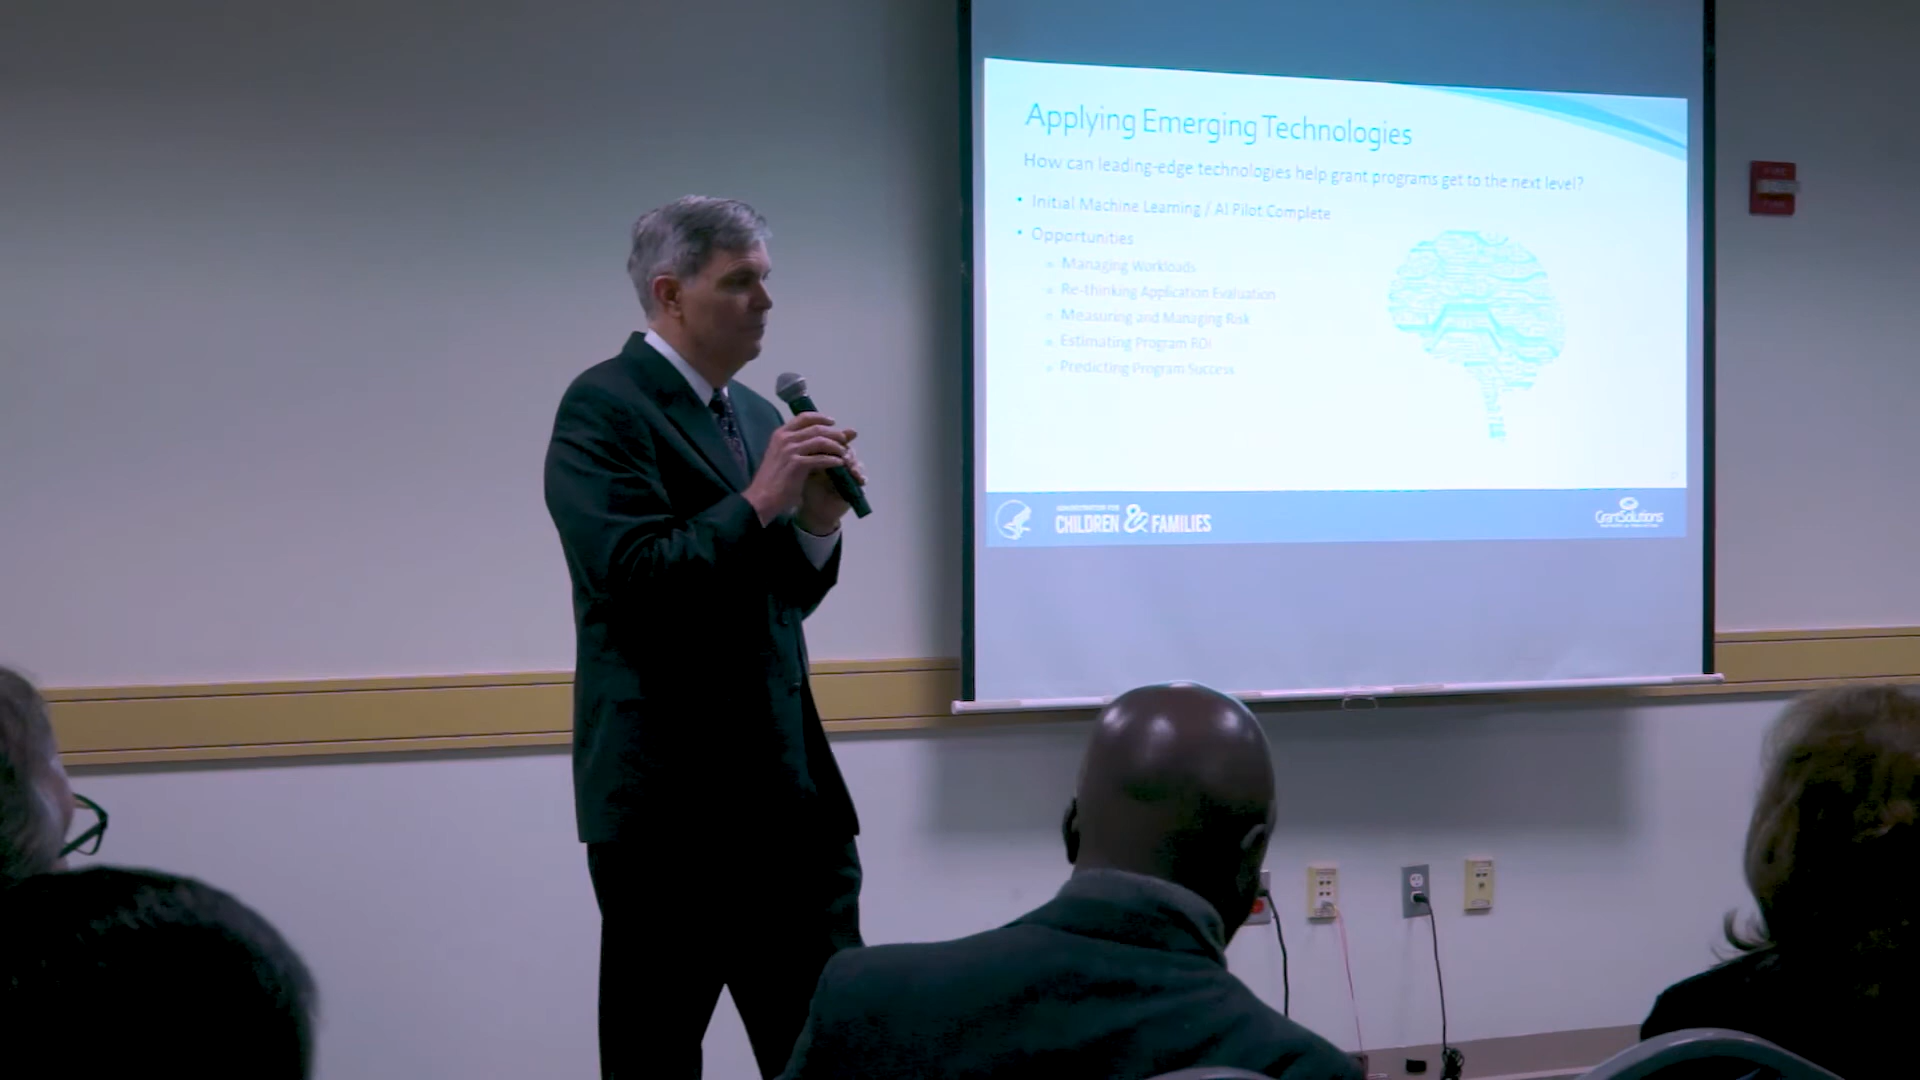 Applying Emerging Technologies
How can leading-edge technologies help grant programs get to the next level?
• Initial Machine Learning / AI Pilot Complete
• Opportunities
Managing Workloads
Re-thinking Application Evaluation
Measuring and Managing Risk
Estimating Program ROI
Predicting Program Success
ADMINISTRATION FOR
CHILDREN & FAMILIES
GrantSolutions